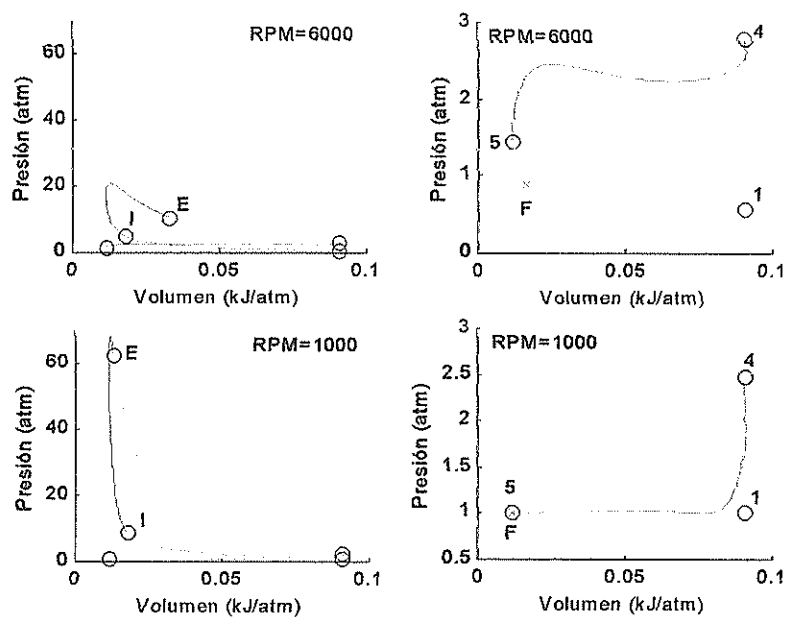 RPM=6000
60
40
20
0
Presión (atm)
E
I
0
0.05
0.1
Volumen (kJ/atm)
RPM=6000
3
2
1
0
Presión (atm)
4
5
F
1
0
0.05
0.1
Volumen (kJ/atm)
RPM=1000
60
40
20
0
Presión (atm)
E
I
0
0.05
0.1
Volumen (kJ/atm)
RPM=1000
3
2.5
2
1.5
1
0.5
Presión (atm)
4
5
F
1
0
0.05
0.1
Volumen (kJ/atm)